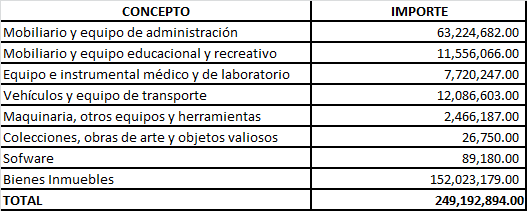 CONCEPTO IMPORTE
Mobiliario y equipo de administración 63,224,682.00
Mobiliario y equipo educacional y recreativo 11,556,066.00
Equipo e instrumental médico y de laboratorio 7,720,247.00
Vehículos y equipo de transporte 12,086,603.00
Maquinaria, otros equipos y herramientas 2,466,187.00
Colecciones, obras de arte y objetos valiosos 26,750.00
Sofware 89,180.00
Bienes Inmuebles 152,023,179.00
TOTAL 249,192,894.00